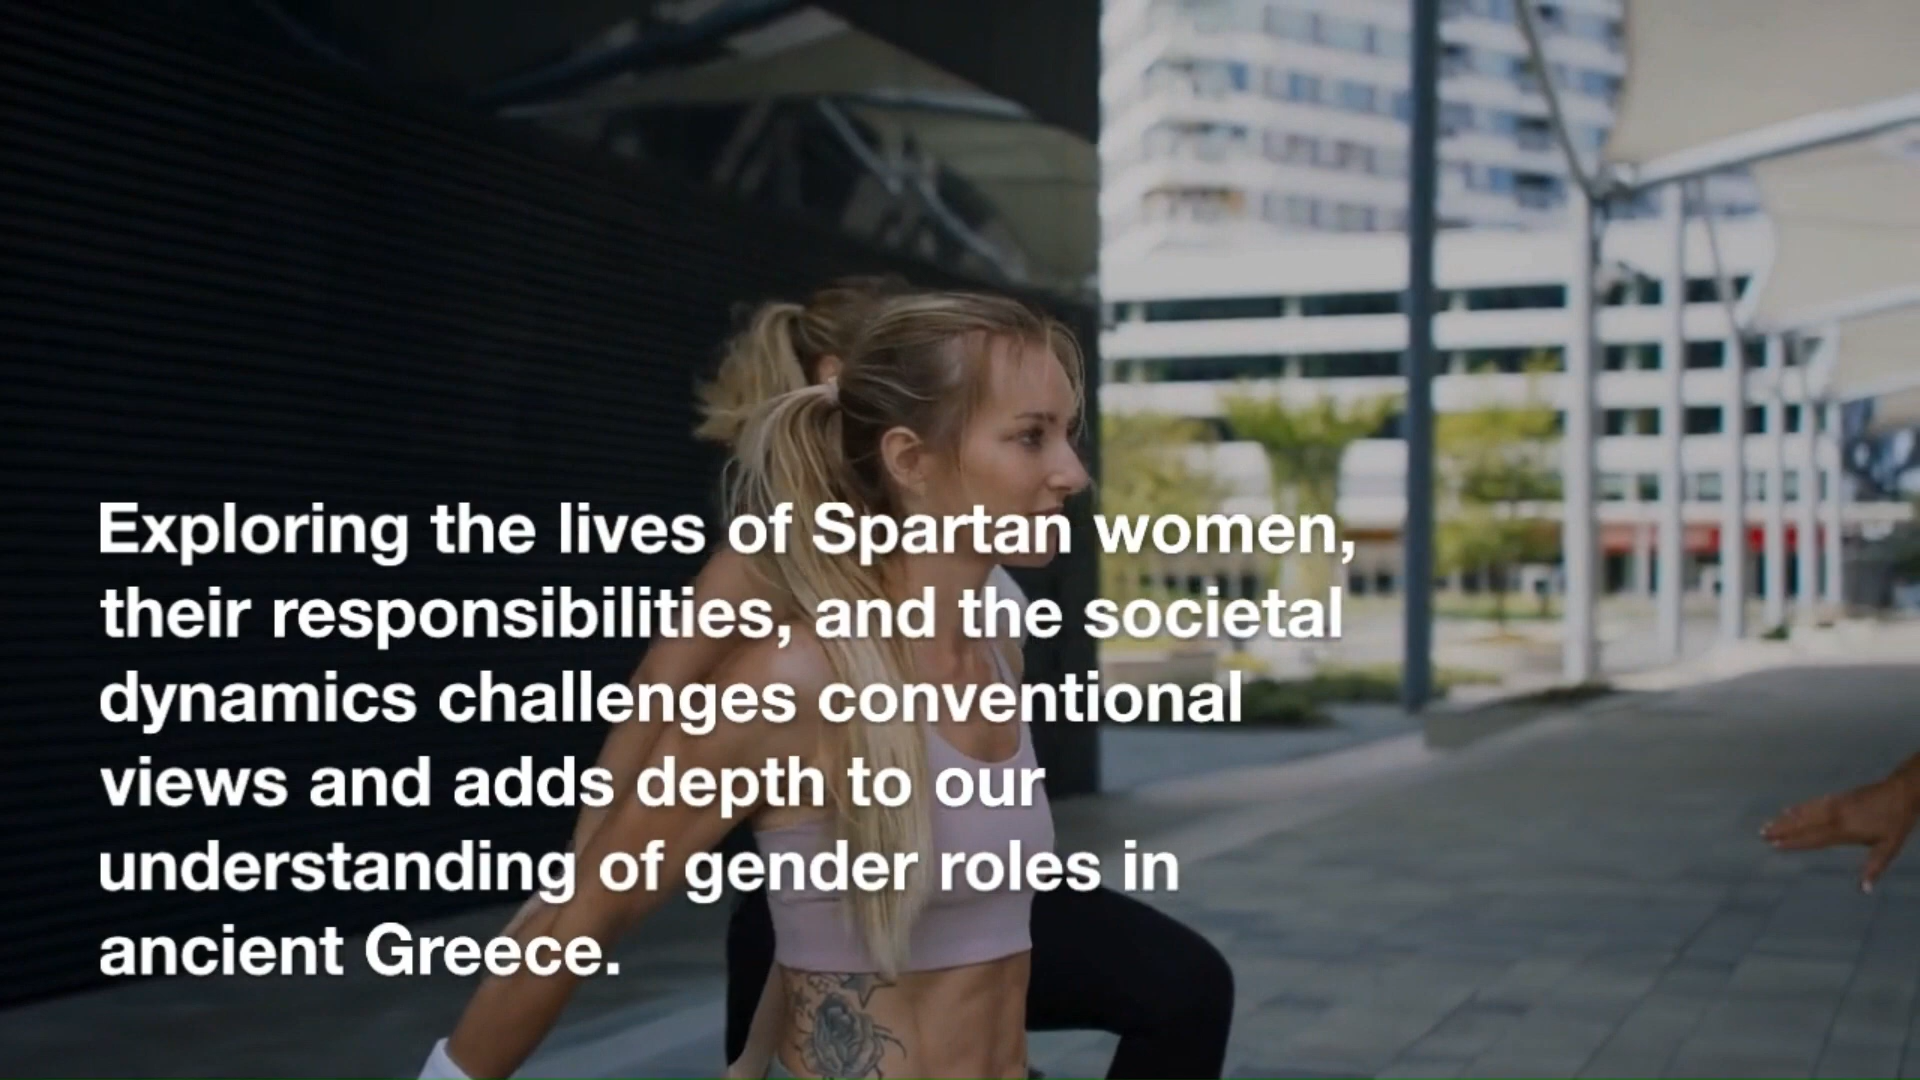 Exploring the lives of Spartan women,
their responsibilities, and the societal
dynamics challenges conventional
views and adds depth to our
understanding of gender roles in
ancient Greece.